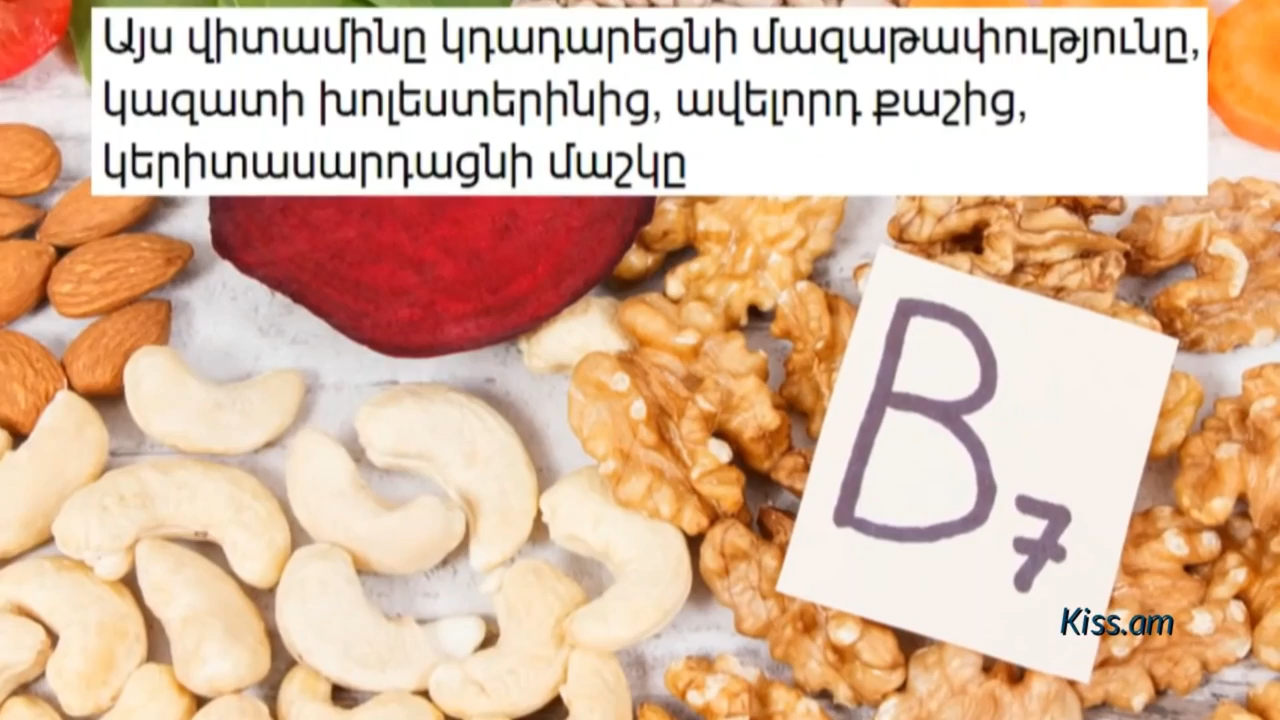 Այս վիտամինը կդադարեցնի մազաթափությունը,
կազատի խոլեստերինից, ավելորդ քաշից,
կերիտասարդացնի մաշկը
B7
Kiss.am